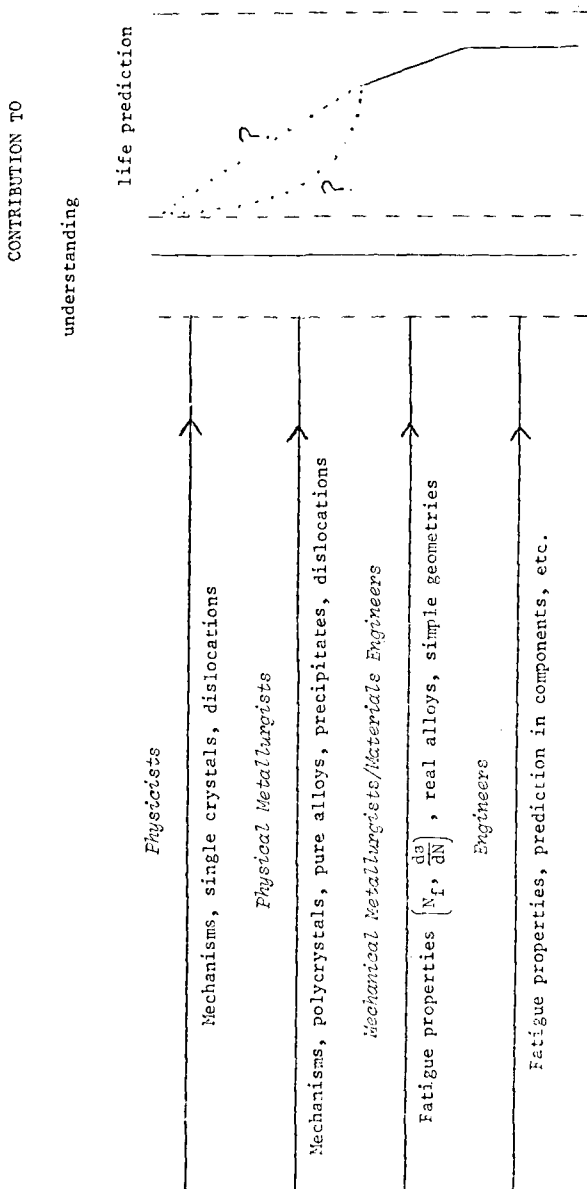 CONTRIBUTION TO
understanding
life prediction
?
?
Physicists
Mechanisms, single crystals, dislocations
Physical Metallurgists
Mechanisms, polycrystals, pure alloys, precipitates, dislocations
Mechanical Metallurgists/Materials Engineers
Fatigue properties (N_f, da/dN), real alloys, simple geometries
Engineers
Fatigue properties, prediction in components, etc.